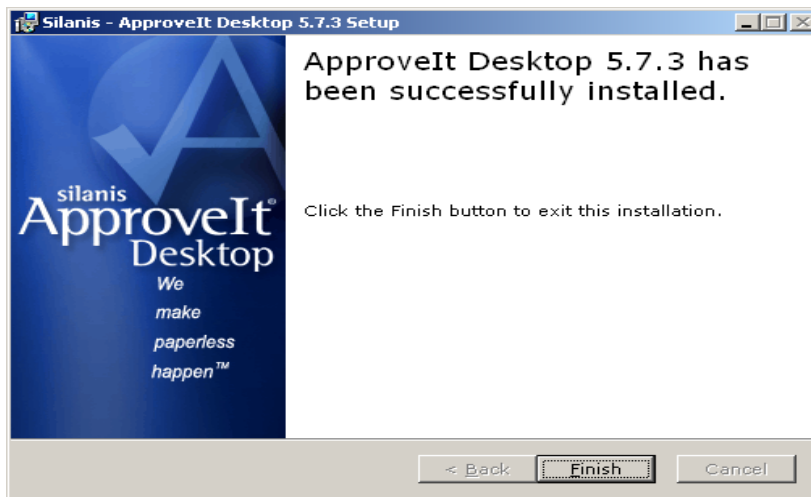 Silanis - ApproveIt Desktop 5.7.3 Setup
ApproveIt Desktop 5.7.3 has
been successfully installed.
Click the Finish button to exit this installation.
silanis
ApproveIt®
Desktop
We
make
paperless
happen™
< Back
Finish
Cancel